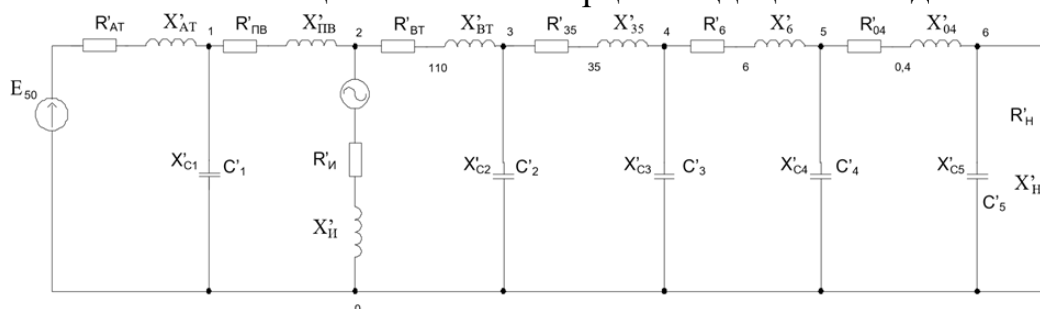 R'АТ X'АТ 1 R'ПВ X'ПВ 2 R'ВТ X'ВТ 3 R'35 X'35 4 R'6 X'6 5 R'04 X'04 6
110 35 6 0,4
E50
R'Н
X'C1 C'1 R'И X'C2 C'2 X'C3 C'3 X'C4 C'4 X'C5 C'5 X'Н
X'И